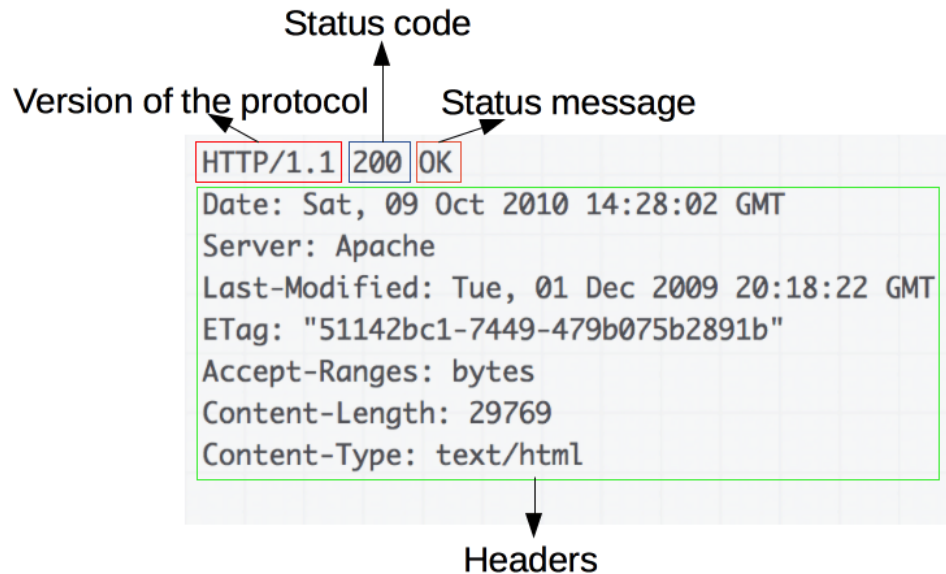 Status code
Version of the protocol
Status message
HTTP/1.1 200 OK
Date: Sat, 09 Oct 2010 14:28:02 GMT
Server: Apache
Last-Modified: Tue, 01 Dec 2009 20:18:22 GMT
ETag: "51142bc1-7449-479b075b2891b"
Accept-Ranges: bytes
Content-Length: 29769
Content-Type: text/html
Headers